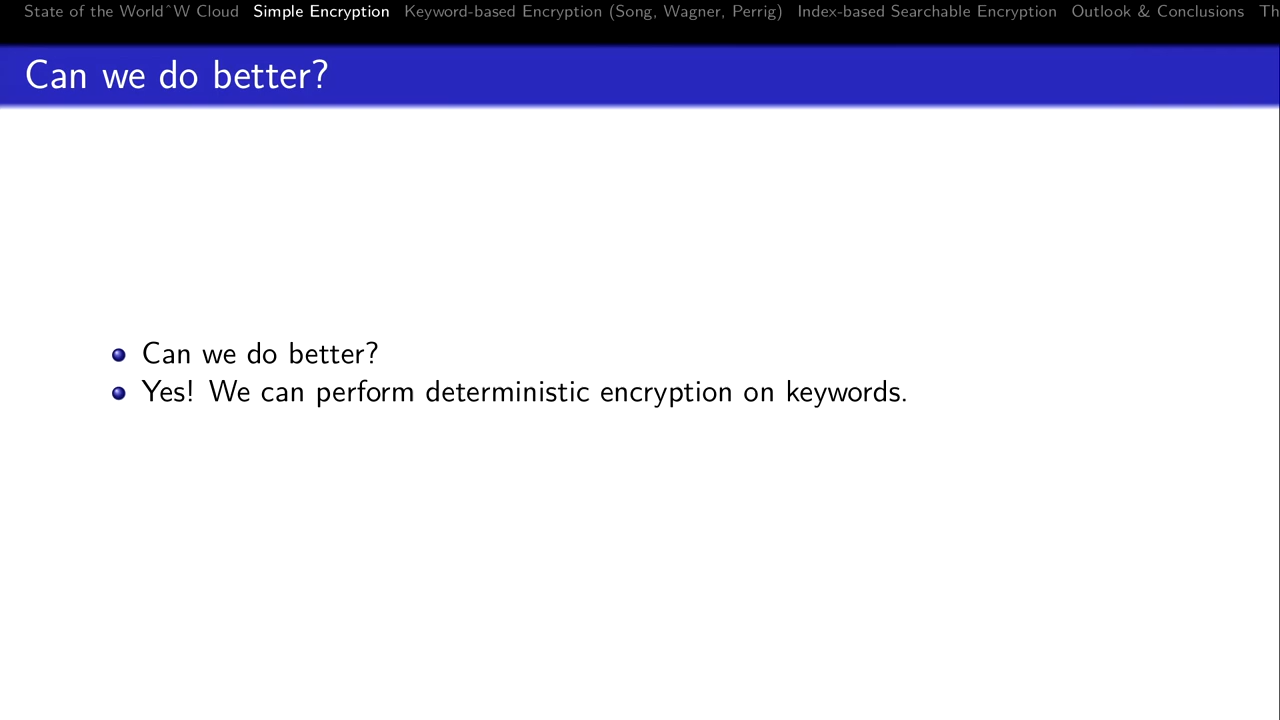 State of the World^W Cloud Simple Encryption Keyword-based Encryption (Song, Wagner, Perrig) Index-based Searchable Encryption Outlook & Conclusions
Can we do better?
Can we do better?
Yes! We can perform deterministic encryption on keywords.